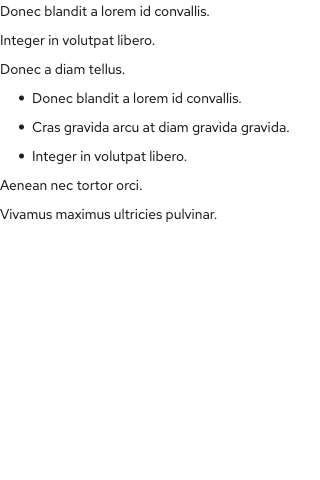 Donec blandit a lorem id convallis.
Integer in volutpat libero.
Donec a diam tellus.
• Donec blandit a lorem id convallis.
• Cras gravida arcu at diam gravida gravida.
• Integer in volutpat libero.
Aenean nec tortor orci.
Vivamus maximus ultricies pulvinar.